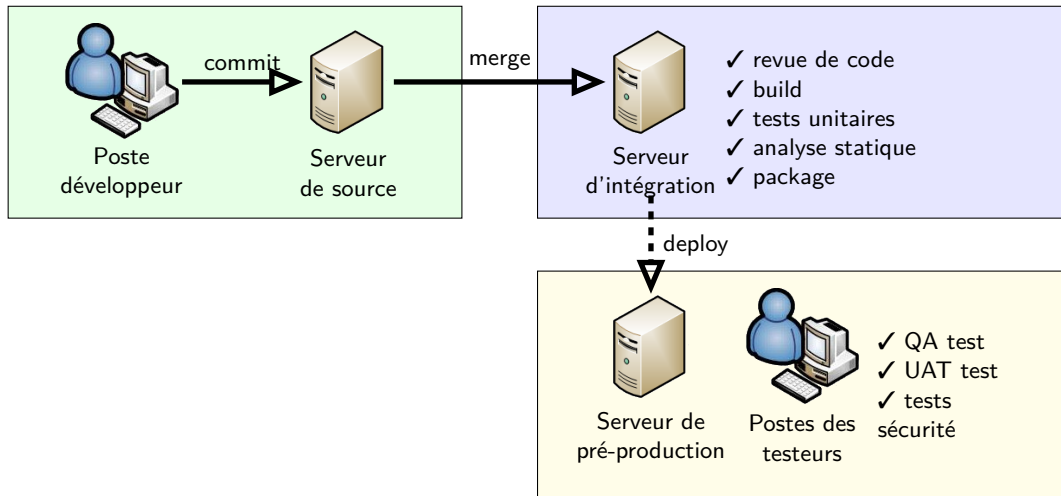 commit
Poste
développeur
Serveur
de source
merge
Serveur
d'intégration
✓ revue de code
✓ build
✓ tests unitaires
✓ analyse statique
✓ package
deploy
Serveur de
pré-production
Postes des
testeurs
✓ QA test
✓ UAT test
✓ tests
sécurité